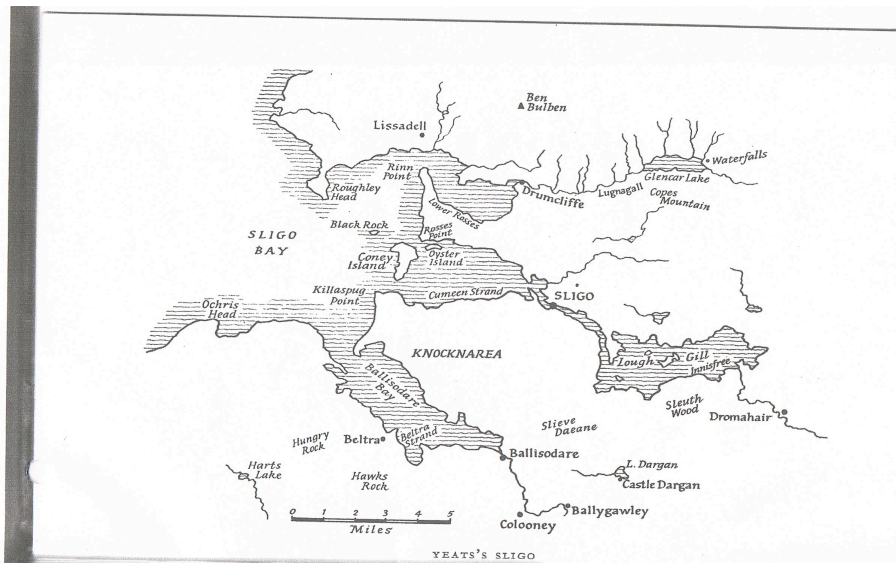 Ben
Bulben
Lissadell
Waterfalls
Rinn
Point
Glencar Lake
Roughley
Head
Drumcliffe
Lugnagall
Copes
Mountain
Lower Rosses
Black Rock
Rosses
Point
SLIGO
BAY
Coney
Island
Oyster
Island
Killaspug
Point
Cumeen Strand
SLIGO
Ochris
Head
KNOCKNAREA
Lough Gill
Innisfree
Ballisodare
Bay
Sleuth
Wood
Dromahair
Slieve
Daeane
Hungry
Rock
Beltra
Beltra
Strand
Ballisodare
Harts
Lake
Hawks
Rock
L. Dargan
Castle Dargan
Ballygawley
Colooney
0 1 2 3 4 5
Miles
YEATS'S SLIGO